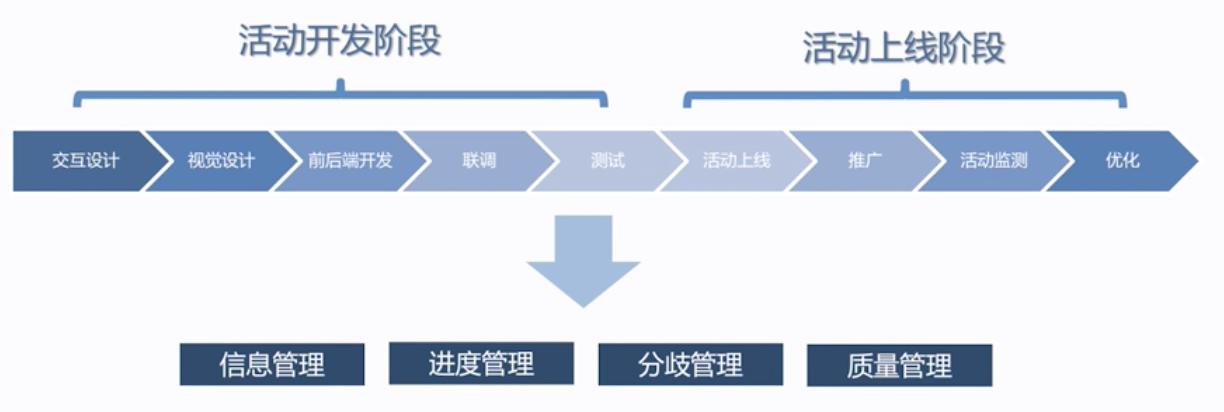 活动开发阶段
活动上线阶段
交互设计
视觉设计
前后端开发
联调
测试
活动上线
推广
活动监测
优化
信息管理
进度管理
分歧管理
质量管理